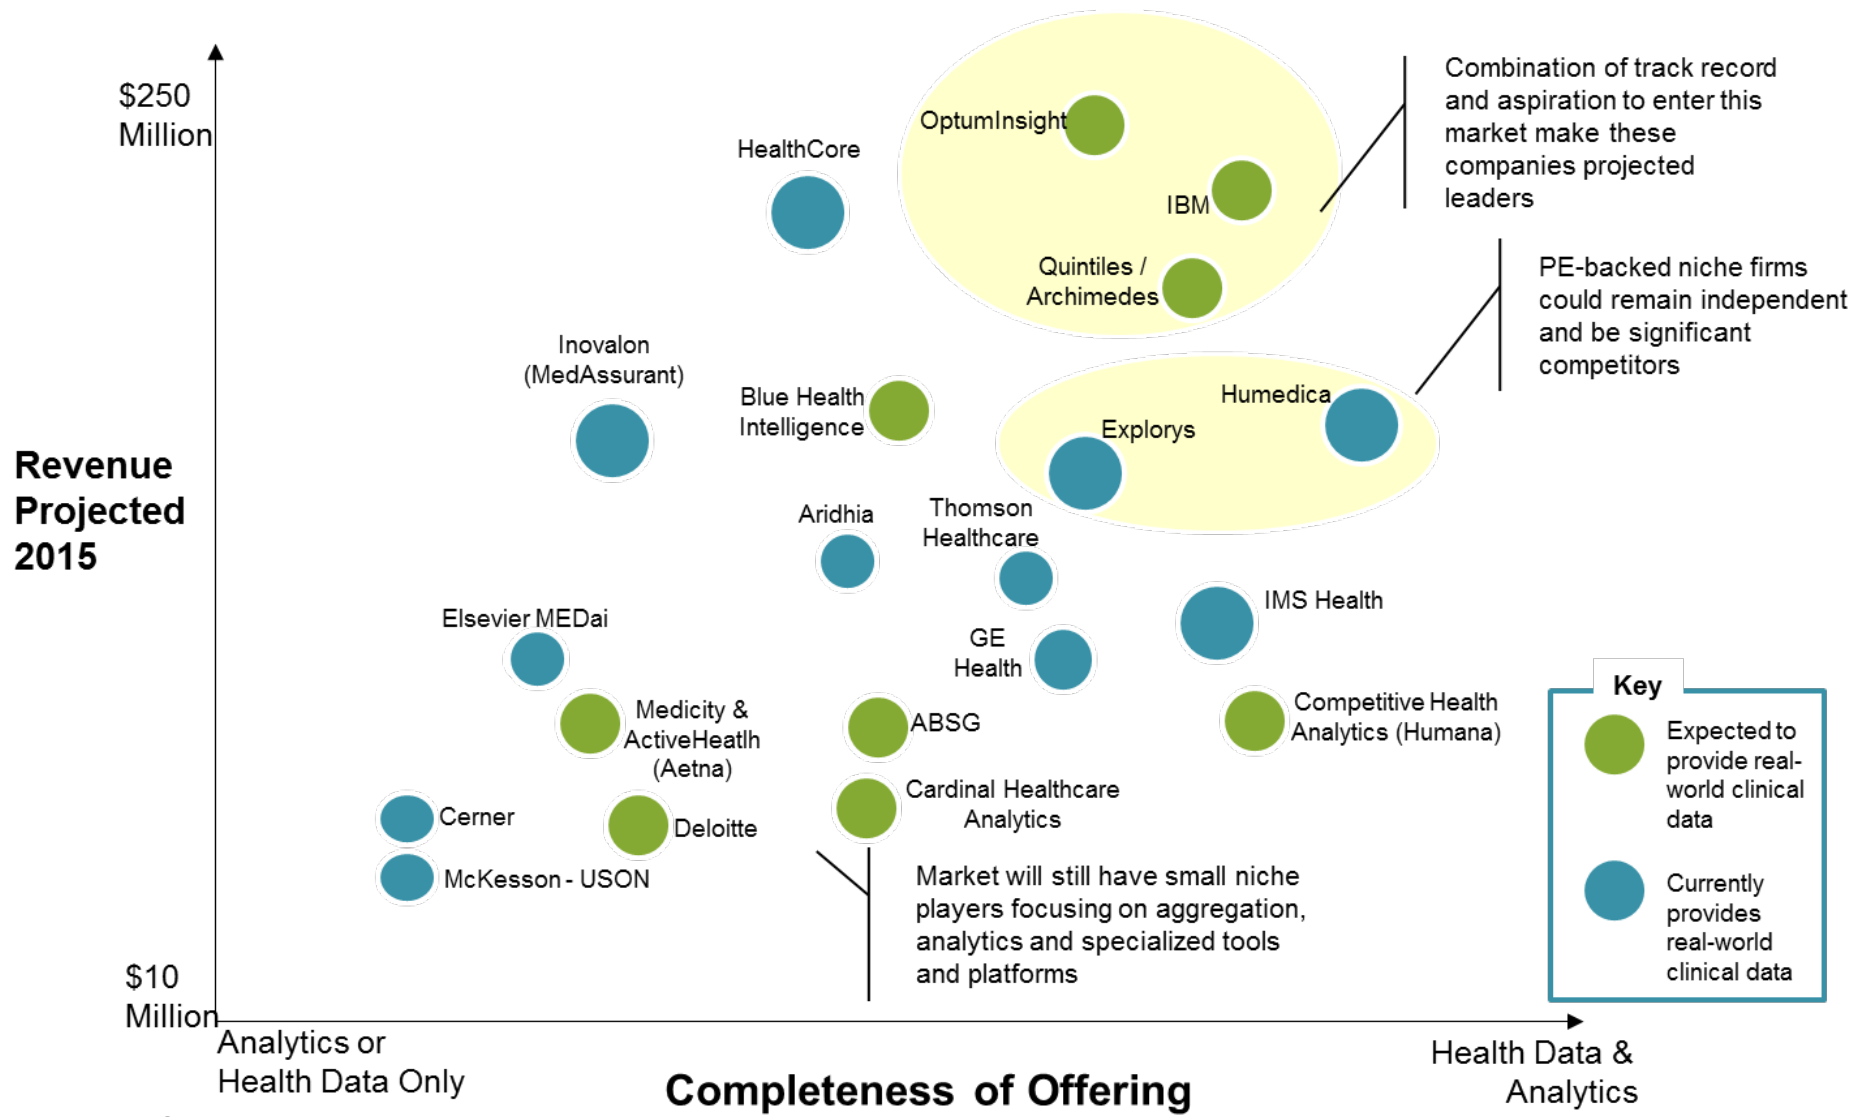 $250
Million
HealthCore
OptumInsight
IBM
Quintiles /
Archimedes
Combination of track record
and aspiration to enter this
market make these
companies projected
leaders
PE-backed niche firms
could remain independent
and be significant
competitors
Inovalon
(MedAssurant)
Blue Health
Intelligence
Humedica
Explorys
Revenue
Projected
2015
Aridhia
Thomson
Healthcare
Elsevier MEDai
GE
Health
IMS Health
Medicity &
ActiveHeatlh
(Aetna)
ABSG
Competitive Health
Analytics (Humana)
Cerner
Deloitte
Cardinal Healthcare
Analytics
McKesson - USON
Market will still have small niche
players focusing on aggregation,
analytics and specialized tools
and platforms
Key
Expected to
provide real-
world clinical
data
Currently
provides
real-world
clinical data
$10
Million
Analytics or
Health Data Only
Completeness of Offering
Health Data &
Analytics